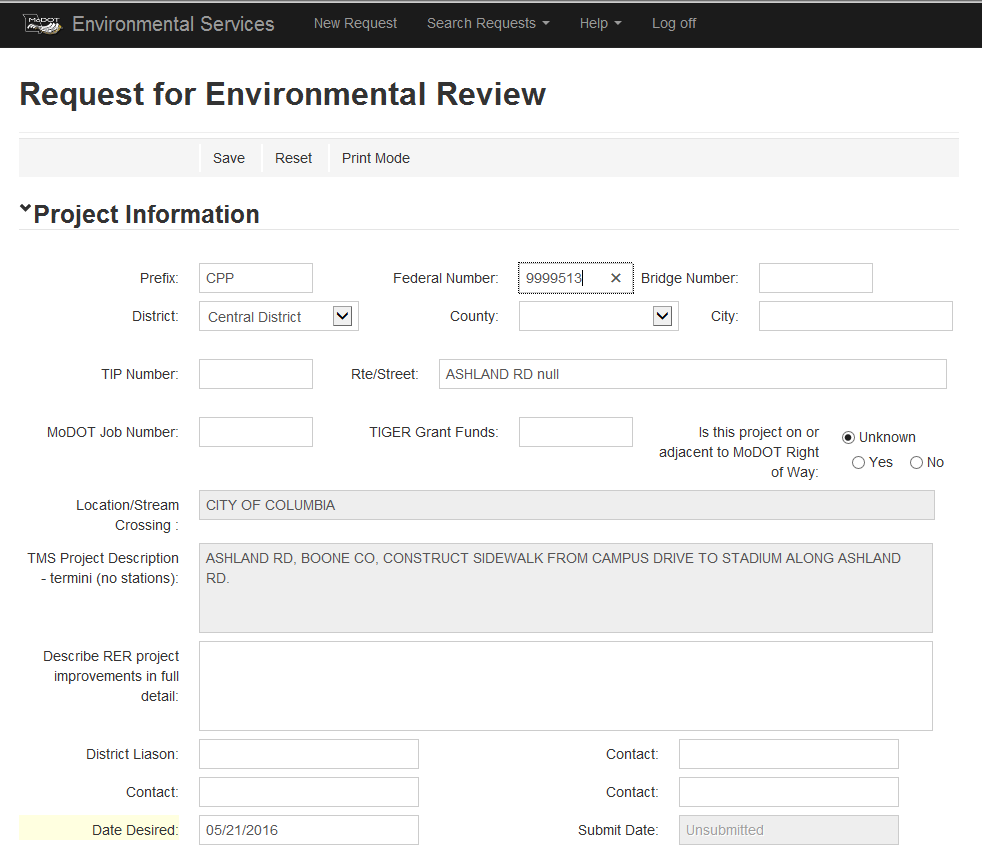 MoDOT Environmental Services New Request Search Requests Help Log off
Request for Environmental Review
Save Reset Print Mode
Project Information
Prefix: CPP Federal Number: 9999513 Bridge Number:
District: Central District County: City:
TIP Number: Rte/Street: ASHLAND RD null
MoDOT Job Number: TIGER Grant Funds: Is this project on or
adjacent to MoDOT Right
of Way:
Unknown
Yes No
Location/Stream
Crossing :
CITY OF COLUMBIA
TMS Project Description
- termini (no stations):
ASHLAND RD, BOONE CO, CONSTRUCT SIDEWALK FROM CAMPUS DRIVE TO STADIUM ALONG ASHLAND
RD.
Describe RER project
improvements in full
detail:
District Liason: Contact:
Contact: Contact:
Date Desired: 05/21/2016 Submit Date: Unsubmitted